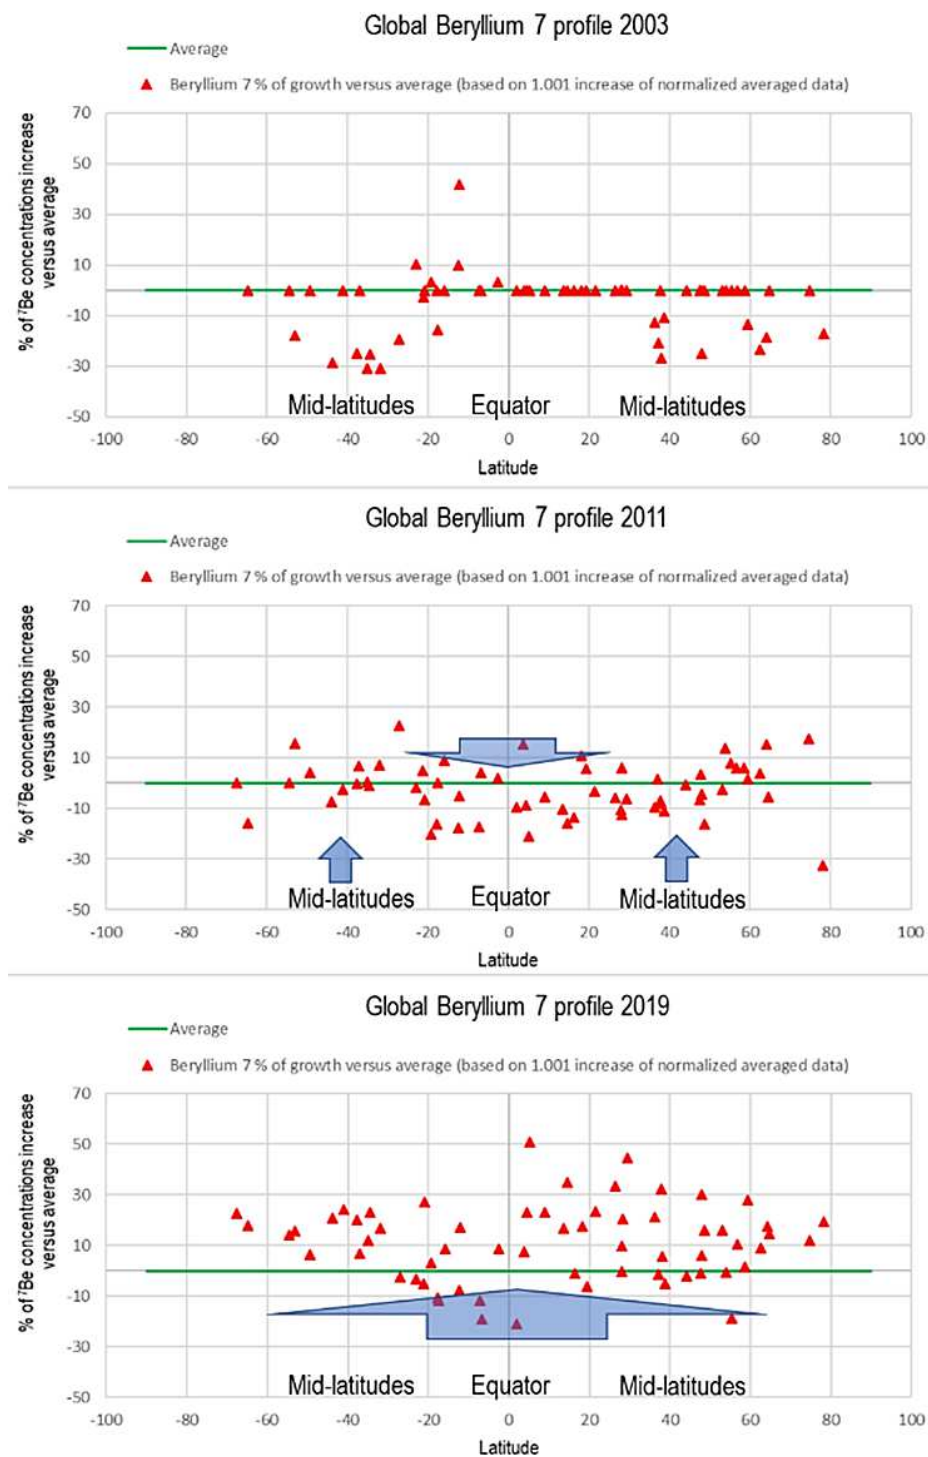 Global Beryllium 7 profile 2003
Average
Beryllium 7 % of growth versus average (based on 1.001 increase of normalized averaged data)
% of ⁷Be concentrations increase
versus average
70
50
30
10
-10
-30
-50
Mid-latitudes Equator Mid-latitudes
-100 -80 -60 -40 -20 0 20 40 60 80 100
Latitude
Global Beryllium 7 profile 2011
Average
Beryllium 7 % of growth versus average (based on 1.001 increase of normalized averaged data)
% of ⁷Be concentrations increase
versus average
70
50
30
10
-10
-30
-50
Mid-latitudes Equator Mid-latitudes
-100 -80 -60 -40 -20 0 20 40 60 80 100
Latitude
Global Beryllium 7 profile 2019
Average
Beryllium 7 % of growth versus average (based on 1.001 increase of normalized averaged data)
% of ⁷Be concentrations increase
versus average
70
50
30
10
-10
-30
-50
Mid-latitudes Equator Mid-latitudes
-100 -80 -60 -40 -20 0 20 40 60 80 100
Latitude